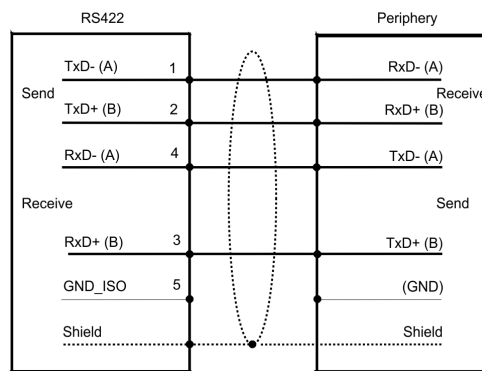 RS422 Periphery
TxD- (A) 1 RxD- (A)
Send Receive
TxD+ (B) 2 RxD+ (B)
RxD- (A) 4 TxD- (A)
Receive Send
RxD+ (B) 3 TxD+ (B)
GND_ISO 5 (GND)
Shield Shield